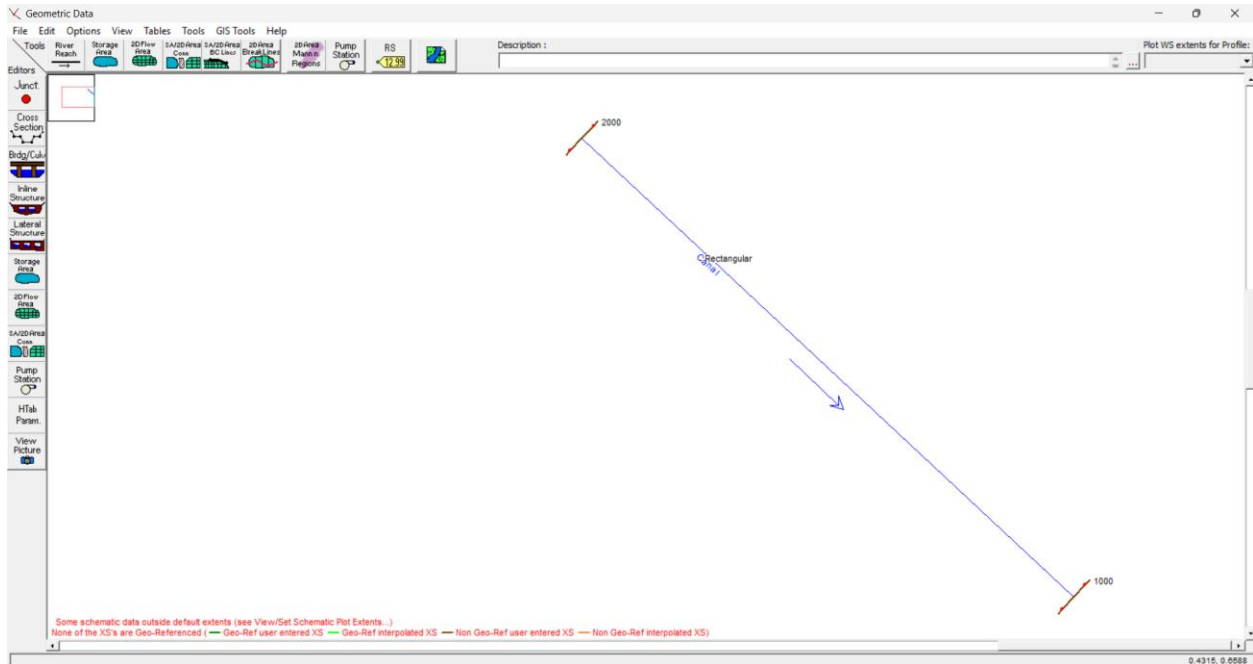 Geometric Data
File Edit Options View Tables Tools GIS Tools Help
Tools
River Reach
Storage Area
2D Flow Area
SA/2D Area Conn
SA/2D Area BC Lines
2D Area BreakLines
2D Area Mann n Regions
Pump Station
RS
12.99
Description :
...
Plot WS extents for Profile:
Editors
Junct.
Cross Section
Brdg/Culv
Inline Structure
Lateral Structure
Storage Area
2D Flow Area
SA/2D Area Conn
Pump Station
HTab Param.
View Picture
2000
Rectangular
Canal
1000
Some schematic data outside default extents (see View/Set Schematic Plot Extents...)
None of the XS's are Geo-Referenced ( Geo-Ref user entered XS Geo-Ref interpolated XS Non Geo-Ref user entered XS Non Geo-Ref interpolated XS)
0.4315, 0.6588